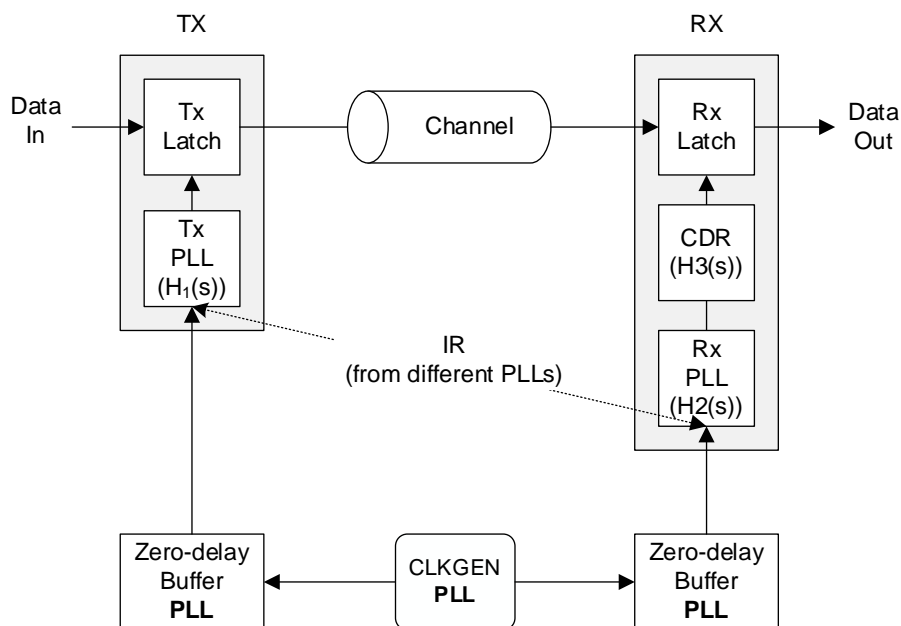 TX
RX
Data
In
Tx
Latch
Channel
Rx
Latch
Data
Out
Tx
PLL
(H₁(s))
CDR
(H3(s))
IR
(from different PLLs)
Rx
PLL
(H2(s))
Zero-delay
Buffer
PLL
CLKGEN
PLL
Zero-delay
Buffer
PLL